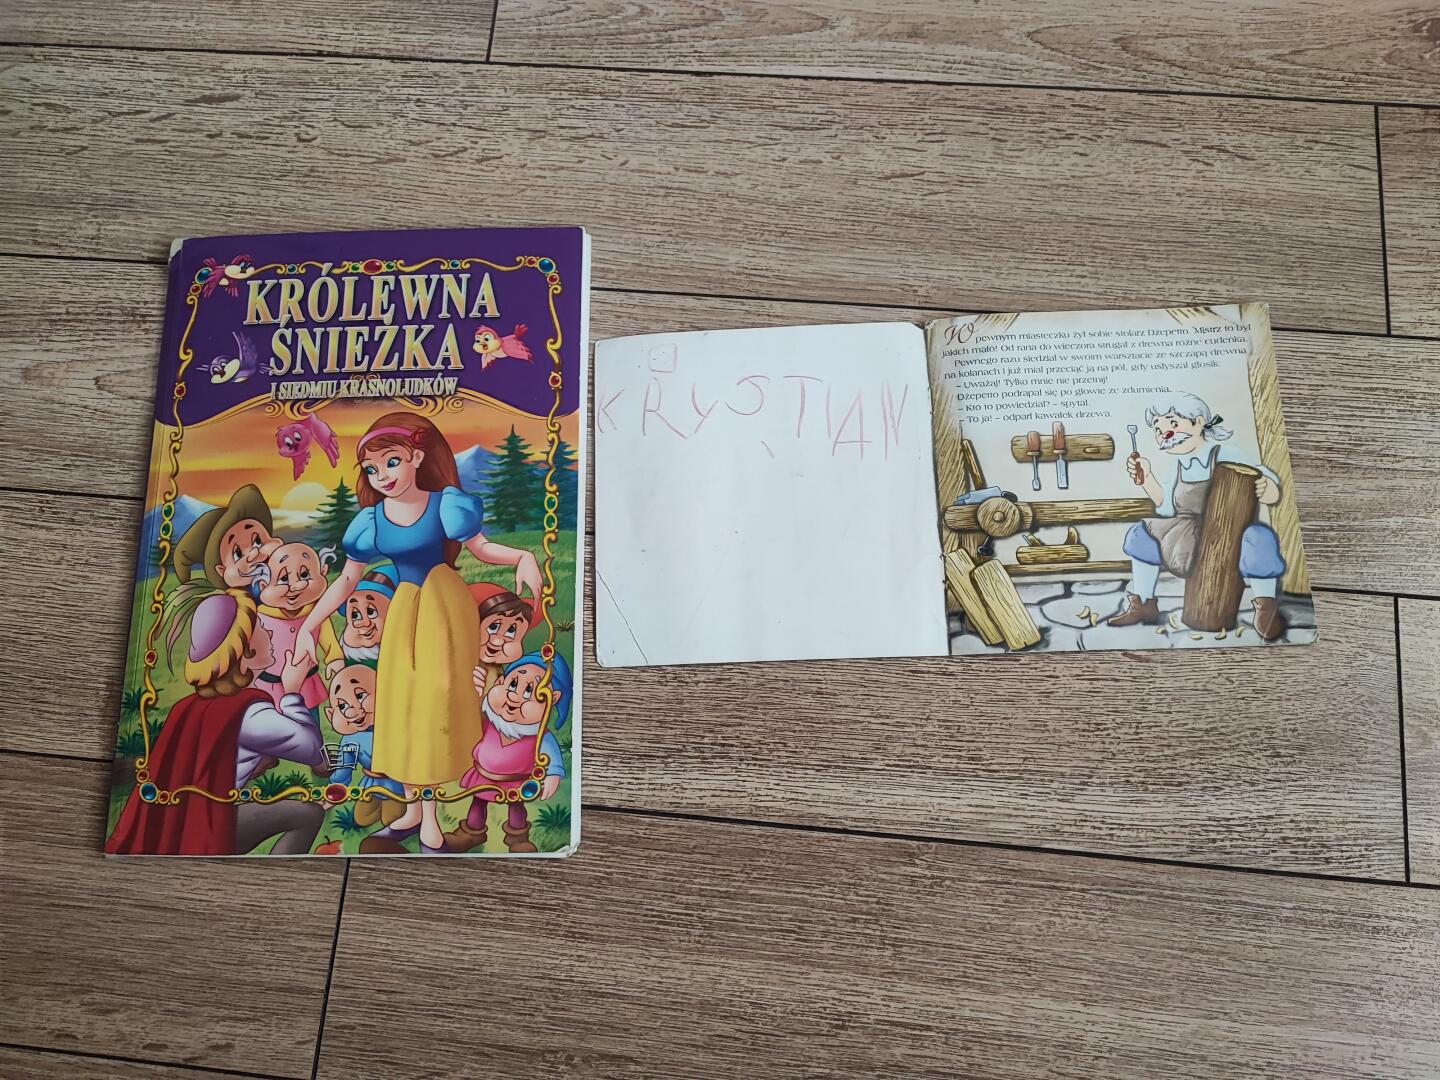 KRÓLEWNA
ŚNIEŻKA
I SIEDMIU KRASNOLUDKÓW
KRYSTIAN
W pewnym miasteczku żył sobie stolarz Dżepetto. Mistrz to był
jakich mało! Od rana do wieczora strugał z drewna różne cudeńka.
Pewnego razu siedział w swoim warsztacie ze szczapą drewna
na kolanach i już miał przeciąć ją na pół, gdy usłyszał głosik:
– Uważaj! Tylko mnie nie przetnij!
Dżepetto podrapał się po głowie ze zdumienia.
– Kto to powiedział? – spytał.
– To ja! – odparł kawałek drzewa.